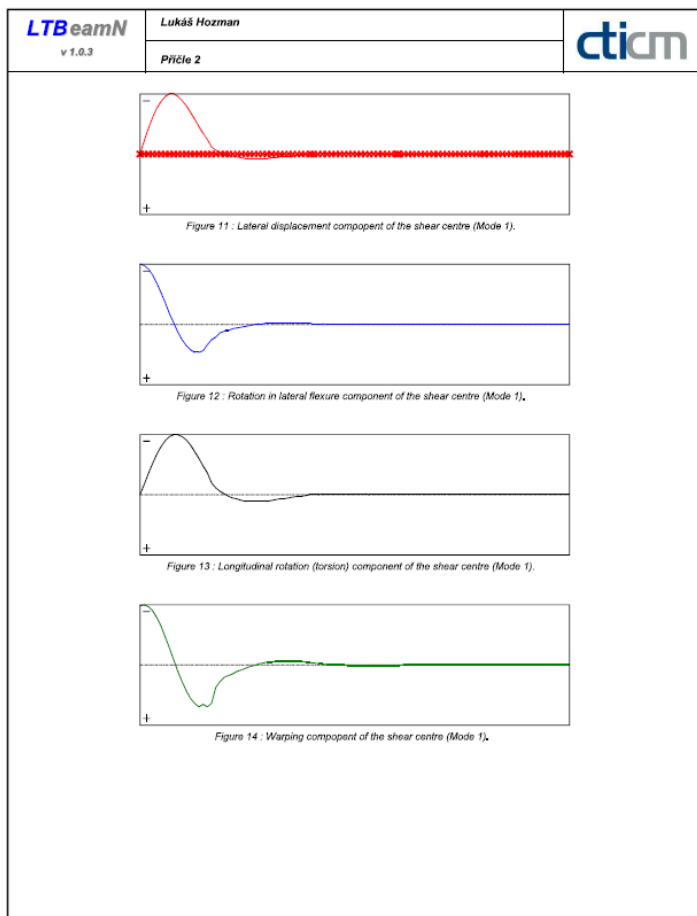 LTBeamN
v 1.0.3
Lukáš Hozman
Příčle 2
cticm
−
+
Figure 11 : Lateral displacement compopent of the shear centre (Mode 1).
−
+
Figure 12 : Rotation in lateral flexure component of the shear centre (Mode 1).
−
+
Figure 13 : Longitudinal rotation (torsion) component of the shear centre (Mode 1).
−
+
Figure 14 : Warping compopent of the shear centre (Mode 1).